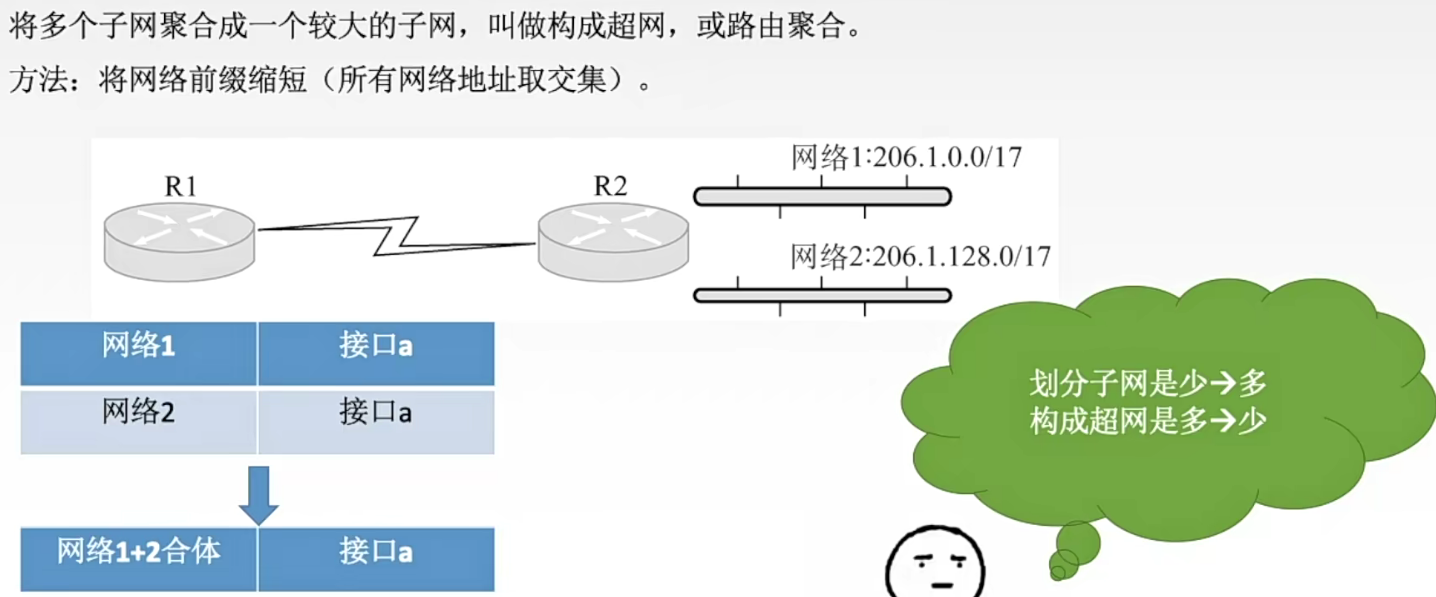 将多个子网聚合成一个较大的子网，叫做构成超网，或路由聚合。
方法：将网络前缀缩短（所有网络地址取交集）。
网络1:206.1.0.0/17
R1
R2
网络2:206.1.128.0/17
网络1
接口a
网络2
接口a
划分子网是少→多
构成超网是多→少
网络1+2合体
接口a